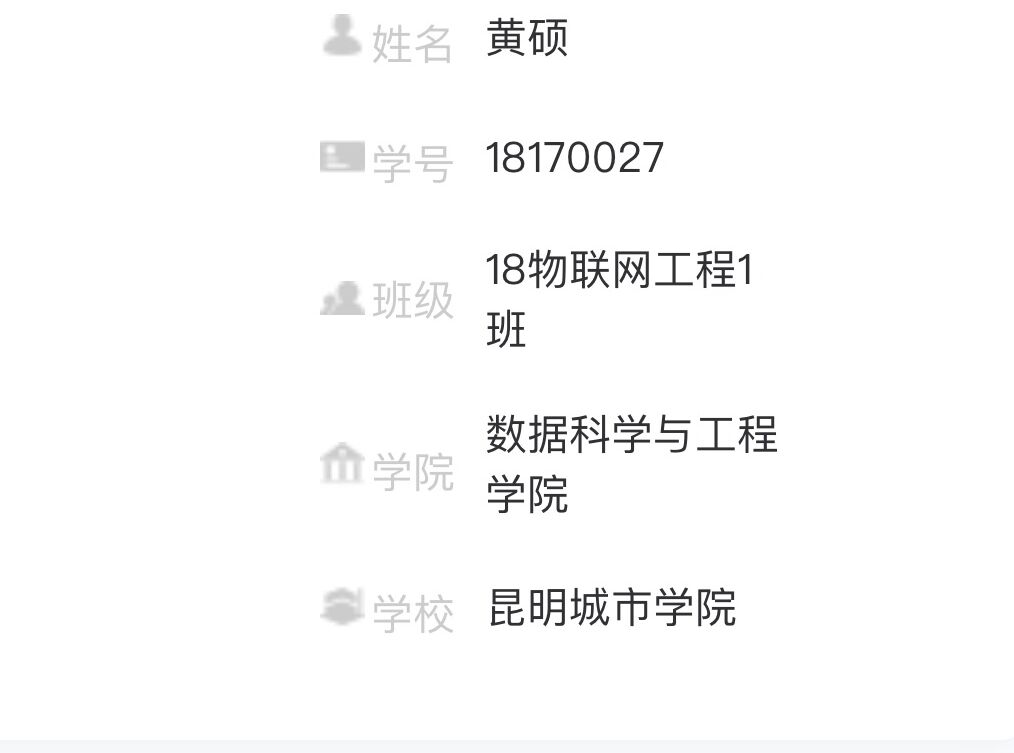 姓名 黄硕
学号 18170027
班级 18物联网工程1
班
学院 数据科学与工程
学院
学校 昆明城市学院